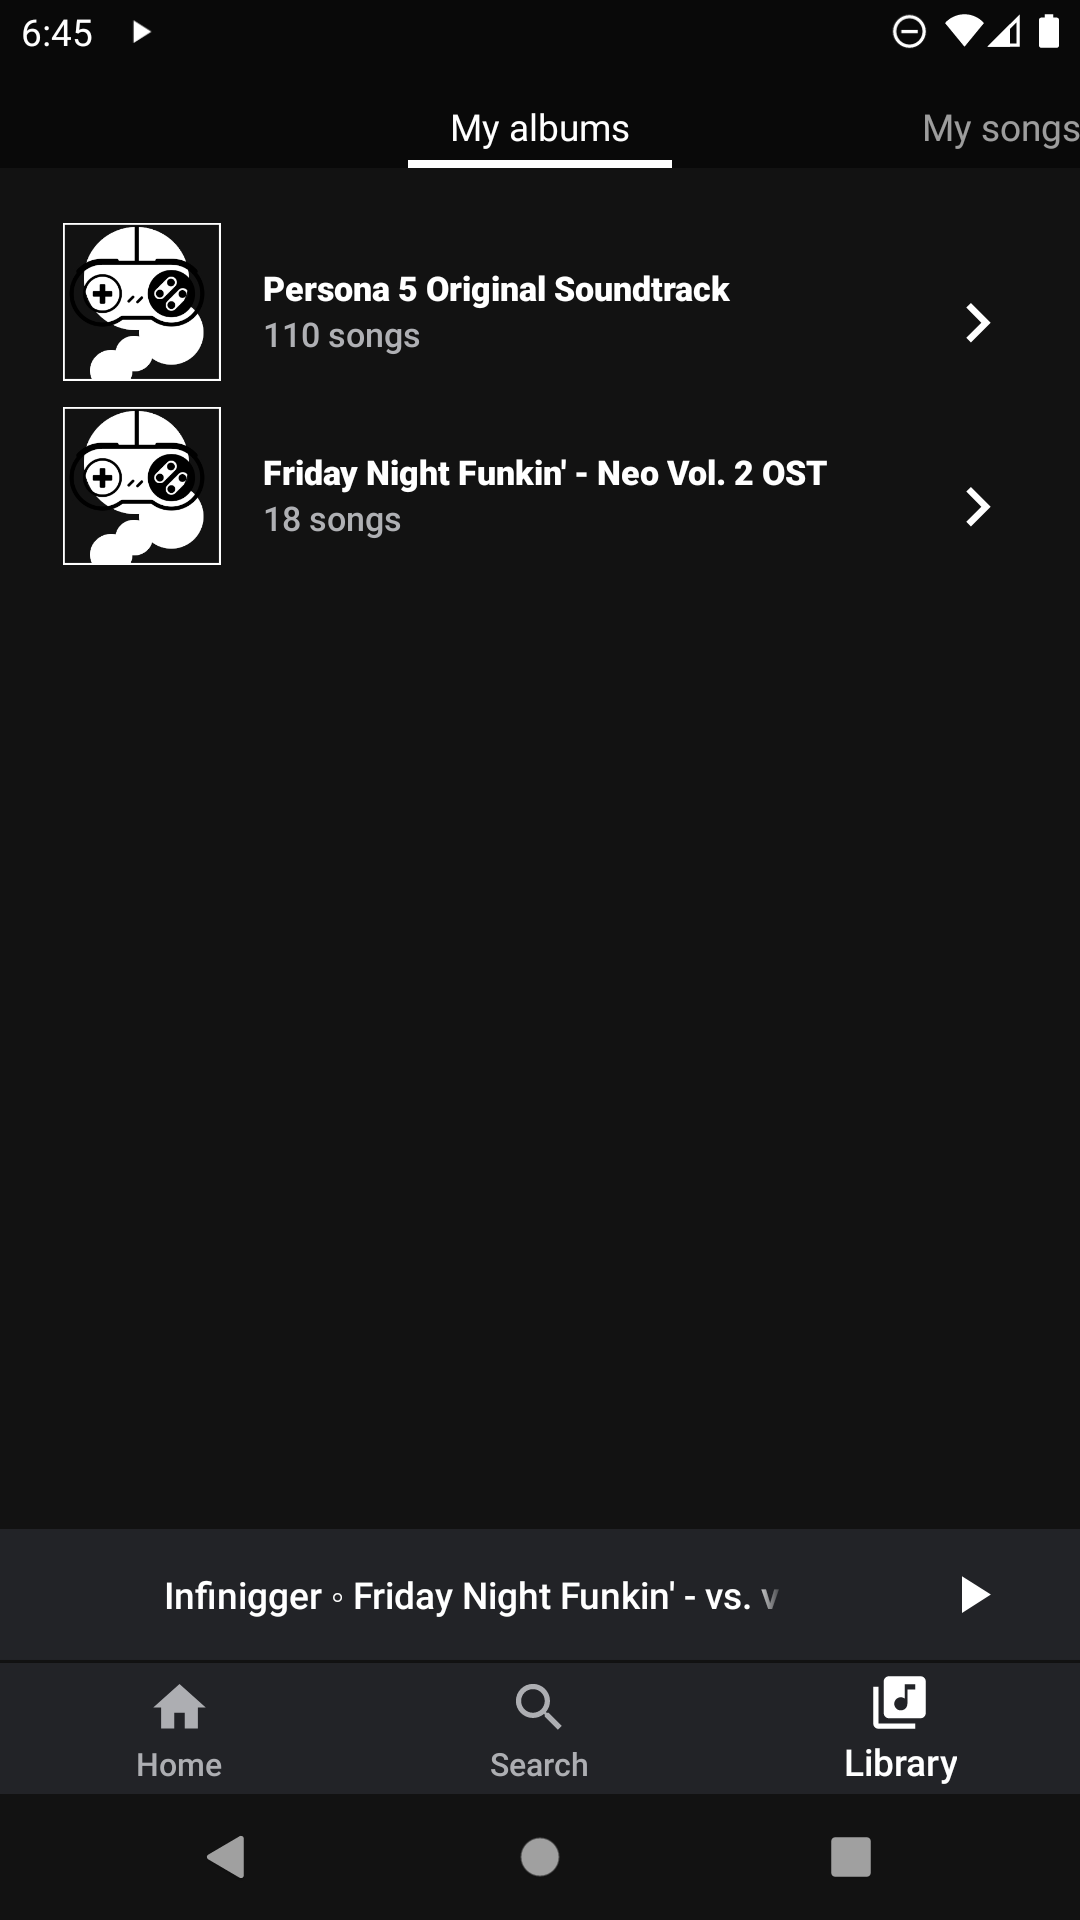 6:45
My albums
My songs
Persona 5 Original Soundtrack
110 songs
Friday Night Funkin' - Neo Vol. 2 OST
18 songs
Infinigger ◦ Friday Night Funkin' - vs. v
Home
Search
Library